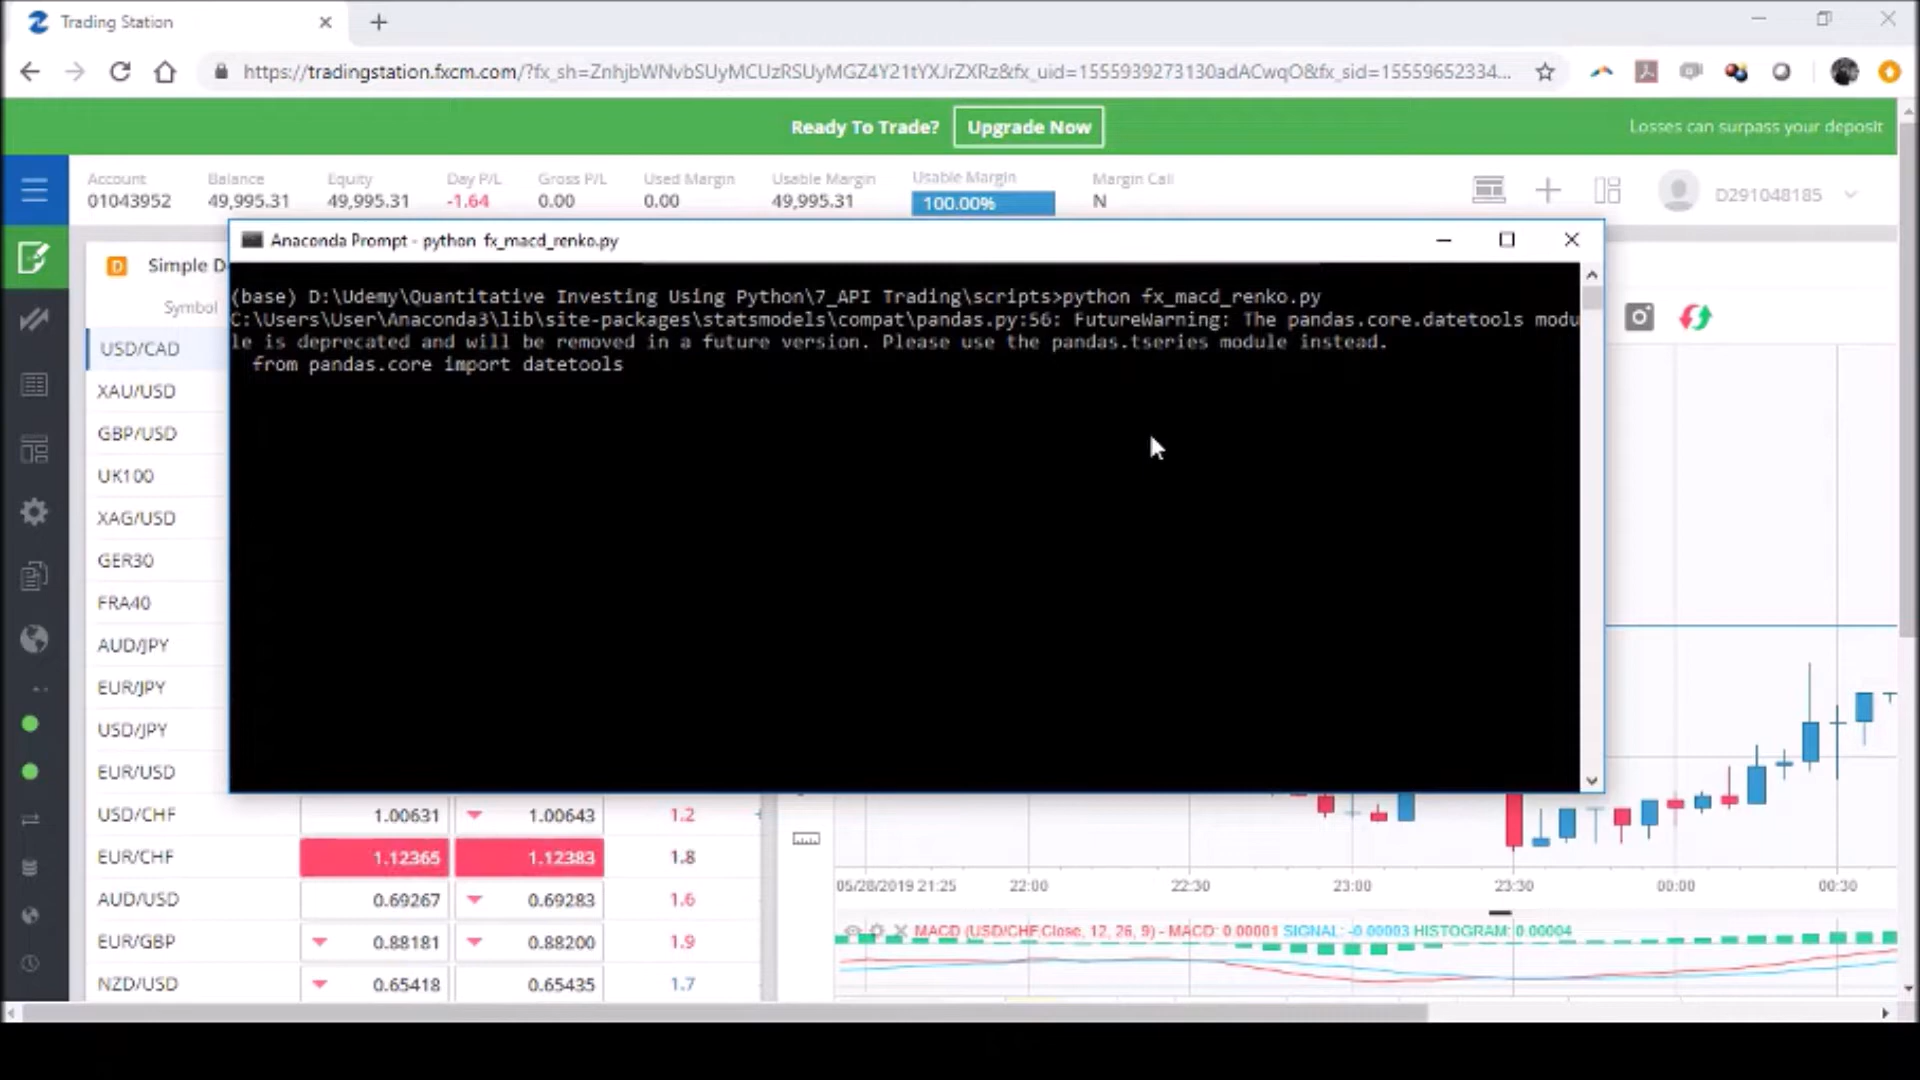 Trading Station
https://tradingstation.fxcm.com/?fx_sh=ZnhjbWNvbSUyMCUzRSUyMGZ4Y21tYXJrZXRz&fx_uid=1555939273130adACwqO&fx_sid=15559652334...
Ready To Trade? Upgrade Now
Losses can surpass your deposit
Account Balance Equity Day P/L Gross P/L Used Margin Usable Margin Usable Margin Margin Call
01043952 49,995.31 49,995.31 -1.64 0.00 0.00 49,995.31 100.00% N
D291048185
Anaconda Prompt - python fx_macd_renko.py
D Simple D
Symbol
(base) D:\Udemy\Quantitative Investing Using Python\7_API Trading\scripts>python fx_macd_renko.py
C:\Users\User\Anaconda3\lib\site-packages\statsmodels\compat\pandas.py:56: FutureWarning: The pandas.core.datetools modu
le is deprecated and will be removed in a future version. Please use the pandas.tseries module instead.
from pandas.core import datetools
USD/CAD
XAU/USD
GBP/USD
UK100
XAG/USD
GER30
FRA40
AUD/JPY
EUR/JPY
USD/JPY
EUR/USD
USD/CHF 1.00631 1.00643 1.2
EUR/CHF 1.12365 1.12383 1.8
AUD/USD 0.69267 0.69283 1.6
EUR/GBP 0.88181 0.88200 1.9
NZD/USD 0.65418 0.65435 1.7
05/28/2019 21:25 22:00 22:30 23:00 23:30 00:00 00:30
MACD (USD/CHF,Close, 12, 26, 9) - MACD: 0.00001 SIGNAL: -0.00003 HISTOGRAM: 0.00004